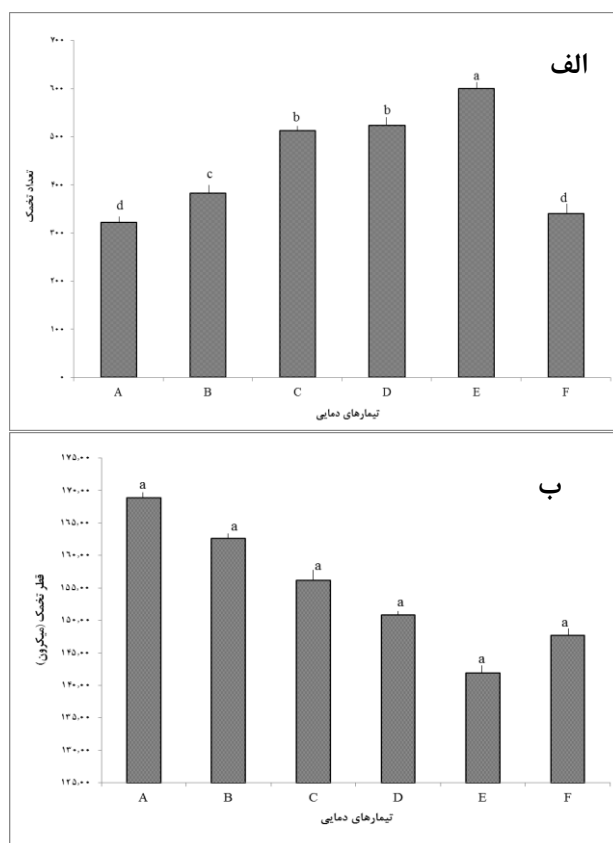 الف
۷۰۰
۶۰۰
۵۰۰
۴۰۰
۳۰۰
۲۰۰
۱۰۰
۰
تعداد تخمک
d
c
b
b
a
d
A B C D E F
تیمارهای دمایی
ب
۱۷۵.۰۰
۱۷۰.۰۰
۱۶۵.۰۰
۱۶۰.۰۰
۱۵۵.۰۰
۱۵۰.۰۰
۱۴۵.۰۰
۱۴۰.۰۰
۱۳۵.۰۰
۱۳۰.۰۰
۱۲۵.۰۰
قطر تخمک (میکرون)
a
a
a
a
a
a
A B C D E F
تیمارهای دمایی